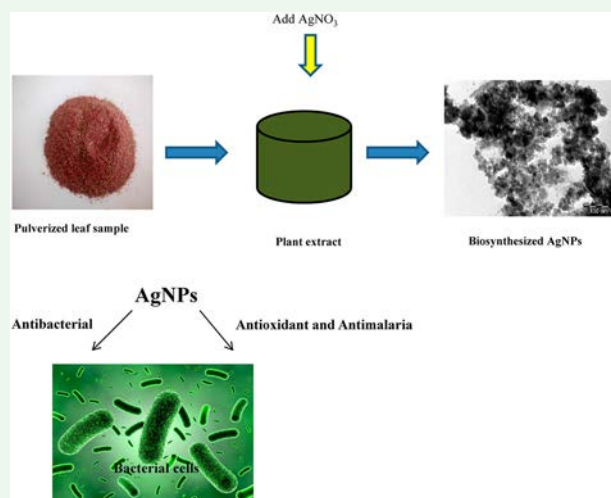 Add AgNO₃
Pulverized leaf sample
Plant extract
Biosynthesized AgNPs
AgNPs
Antibacterial
Antioxidant and Antimalaria
Bacterial cells